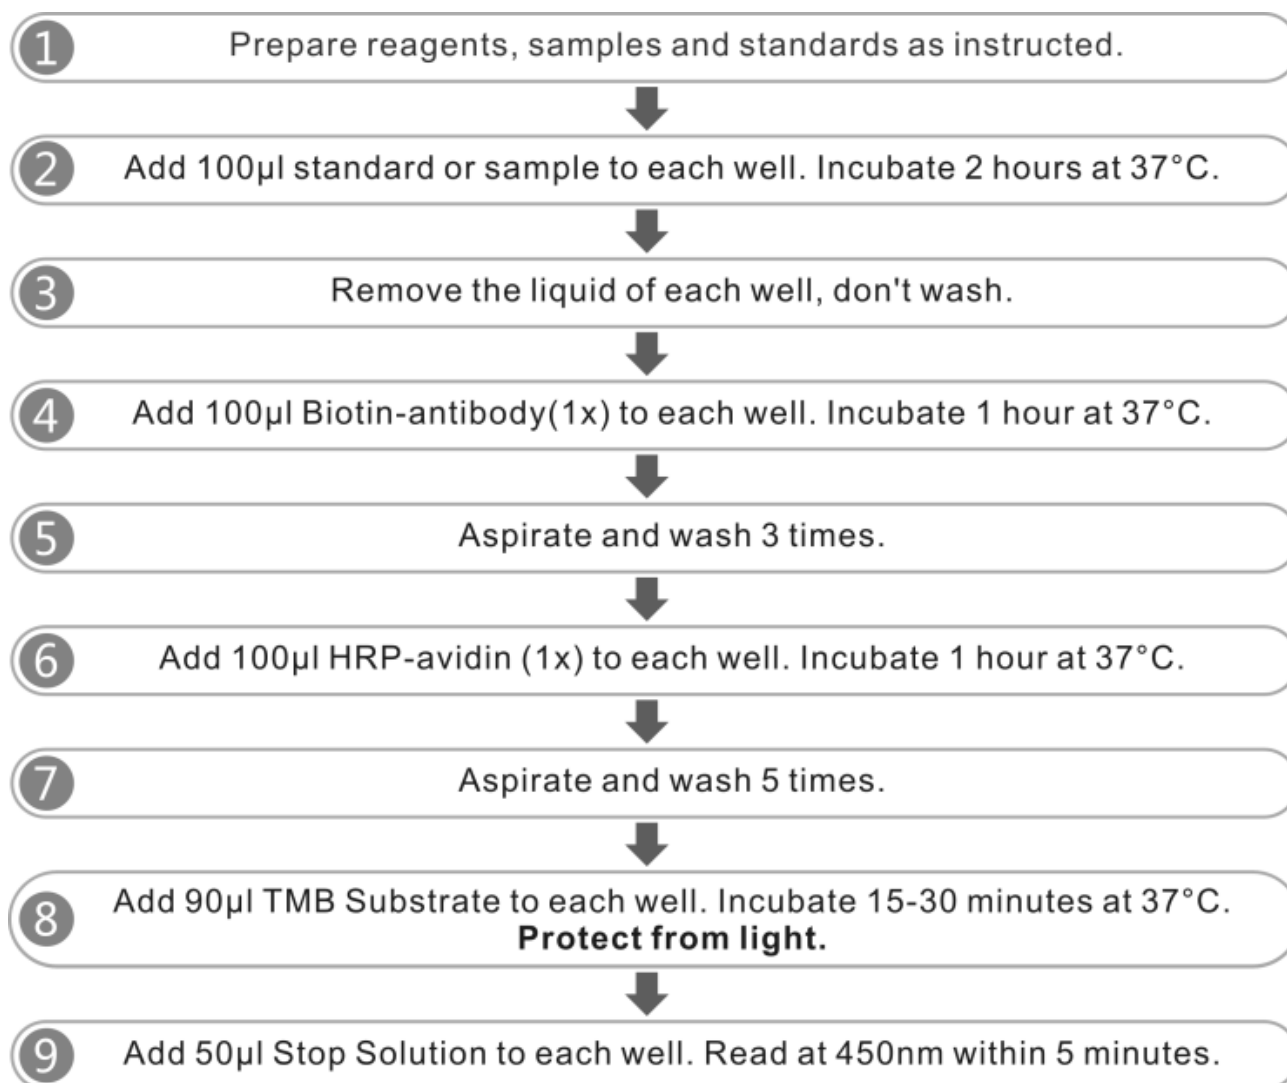 1 Prepare reagents, samples and standards as instructed.
2 Add 100µl standard or sample to each well. Incubate 2 hours at 37°C.
3 Remove the liquid of each well, don't wash.
4 Add 100µl Biotin-antibody(1x) to each well. Incubate 1 hour at 37°C.
5 Aspirate and wash 3 times.
6 Add 100µl HRP-avidin (1x) to each well. Incubate 1 hour at 37°C.
7 Aspirate and wash 5 times.
8 Add 90µl TMB Substrate to each well. Incubate 15-30 minutes at 37°C.
Protect from light.
9 Add 50µl Stop Solution to each well. Read at 450nm within 5 minutes.